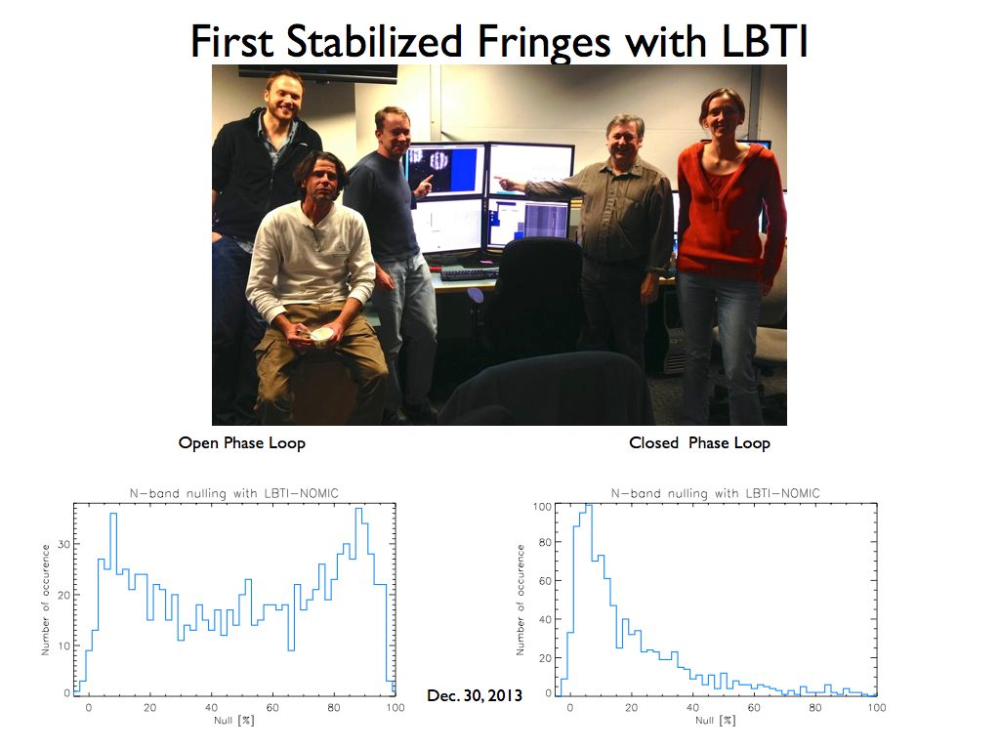 First Stabilized Fringes with LBTI
Open Phase Loop
Closed  Phase Loop
N-band nulling with LBTI-NOMIC
Number of occurence
30
20
10
0
0 20 40 60 80 100
Null [%]
N-band nulling with LBTI-NOMIC
Number of occurence
100
80
60
40
20
0
0 20 40 60 80 100
Null [%]
Dec. 30, 2013